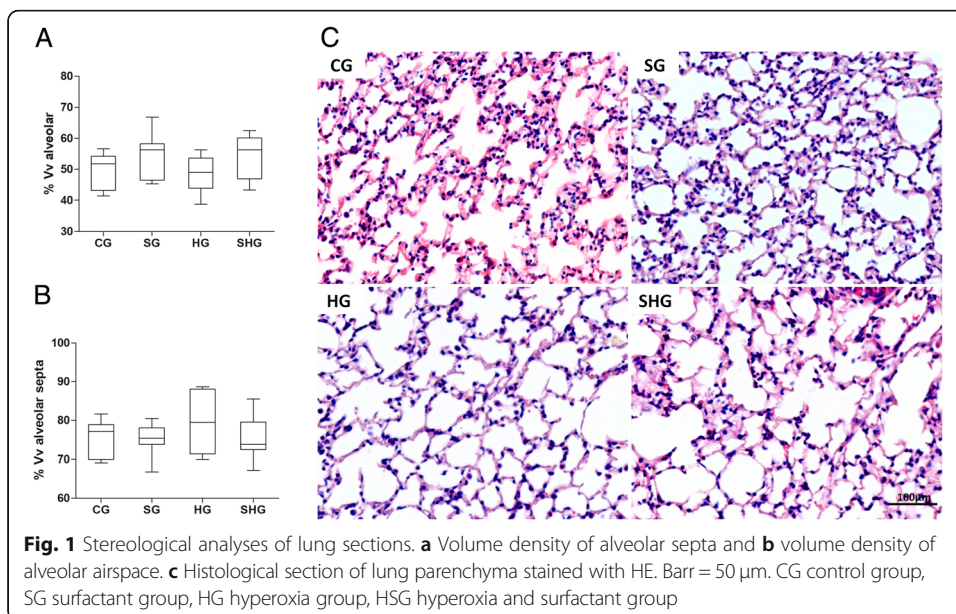 A
% Vv alveolar
80
70
60
50
40
30
CG SG HG SHG
B
% Vv alveolar septa
100
90
80
70
60
CG SG HG SHG
C
CG
SG
HG
SHG
100µm
Fig. 1 Stereological analyses of lung sections. a Volume density of alveolar septa and b volume density of
alveolar airspace. c Histological section of lung parenchyma stained with HE. Barr = 50 µm. CG control group,
SG surfactant group, HG hyperoxia group, HSG hyperoxia and surfactant group